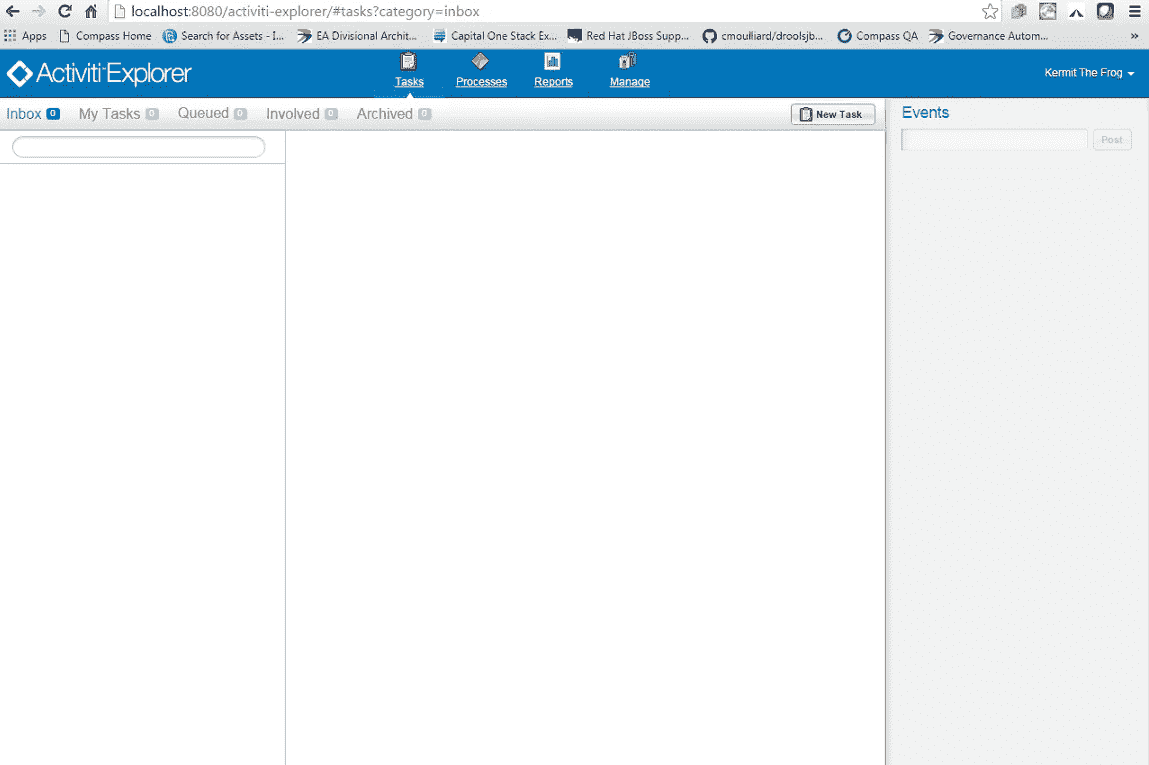 localhost:8080/activiti-explorer/#tasks?category=inbox
Apps Compass Home Search for Assets - I... EA Divisional Archit... Capital One Stack Ex... Red Hat JBoss Supp... cmoulliard/droolsjb... Compass QA Governance Autom... »
Activiti Explorer Tasks Processes Reports Manage Kermit The Frog
Inbox 0 My Tasks 0 Queued 0 Involved 0 Archived 0 New Task Events
Post